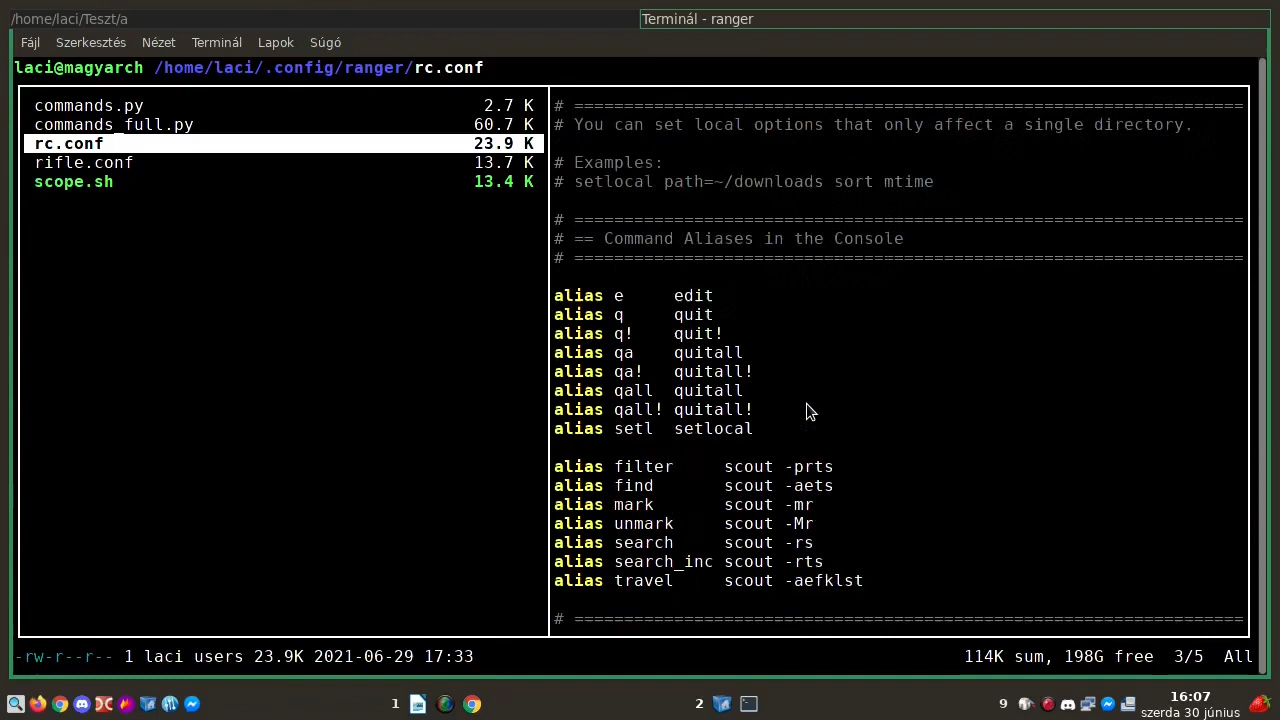 /home/laci/Teszt/a
Terminál - ranger
Fájl Szerkesztés Nézet Terminál Lapok Súgó
laci@magyarch /home/laci/.config/ranger/rc.conf
commands.py 2.7 K
commands_full.py 60.7 K
rc.conf 23.9 K
rifle.conf 13.7 K
scope.sh 13.4 K
# ===================================================================
# You can set local options that only affect a single directory.
# Examples:
# setlocal path=~/downloads sort mtime
# ===================================================================
# == Command Aliases in the Console
# ===================================================================
alias e edit
alias q quit
alias q! quit!
alias qa quitall
alias qa! quitall!
alias qall quitall
alias qall! quitall!
alias setl setlocal
alias filter scout -prts
alias find scout -aets
alias mark scout -mr
alias unmark scout -Mr
alias search scout -rs
alias search_inc scout -rts
alias travel scout -aefklst
# ===================================================================
-rw-r--r-- 1 laci users 23.9K 2021-06-29 17:33 114K sum, 198G free 3/5 All
1 2 9 16:07
szerda 30 június